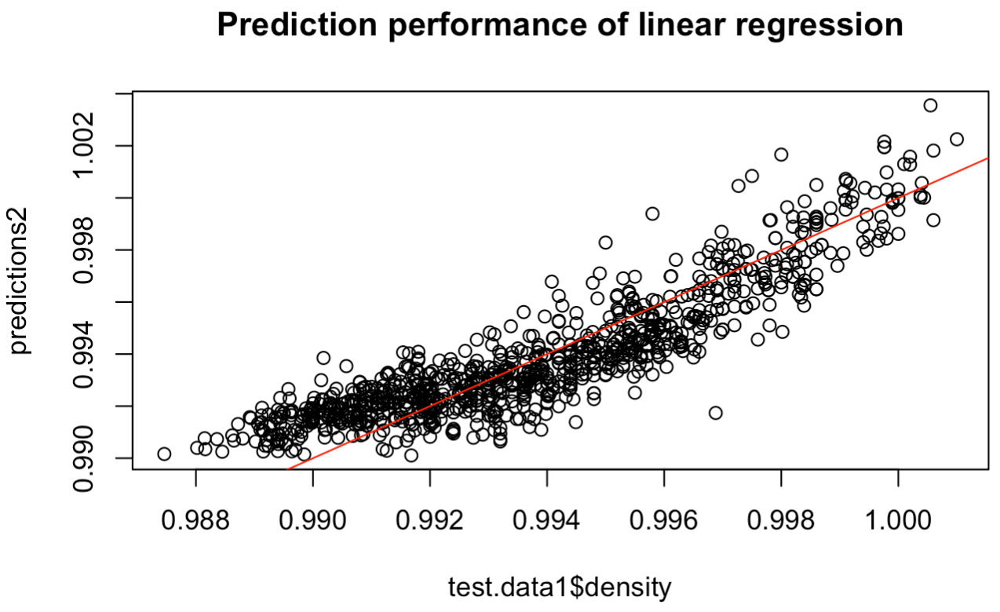 Prediction performance of linear regression
predictions2
1.002
0.998
0.994
0.990
0.988 0.990 0.992 0.994 0.996 0.998 1.000
test.data1$density